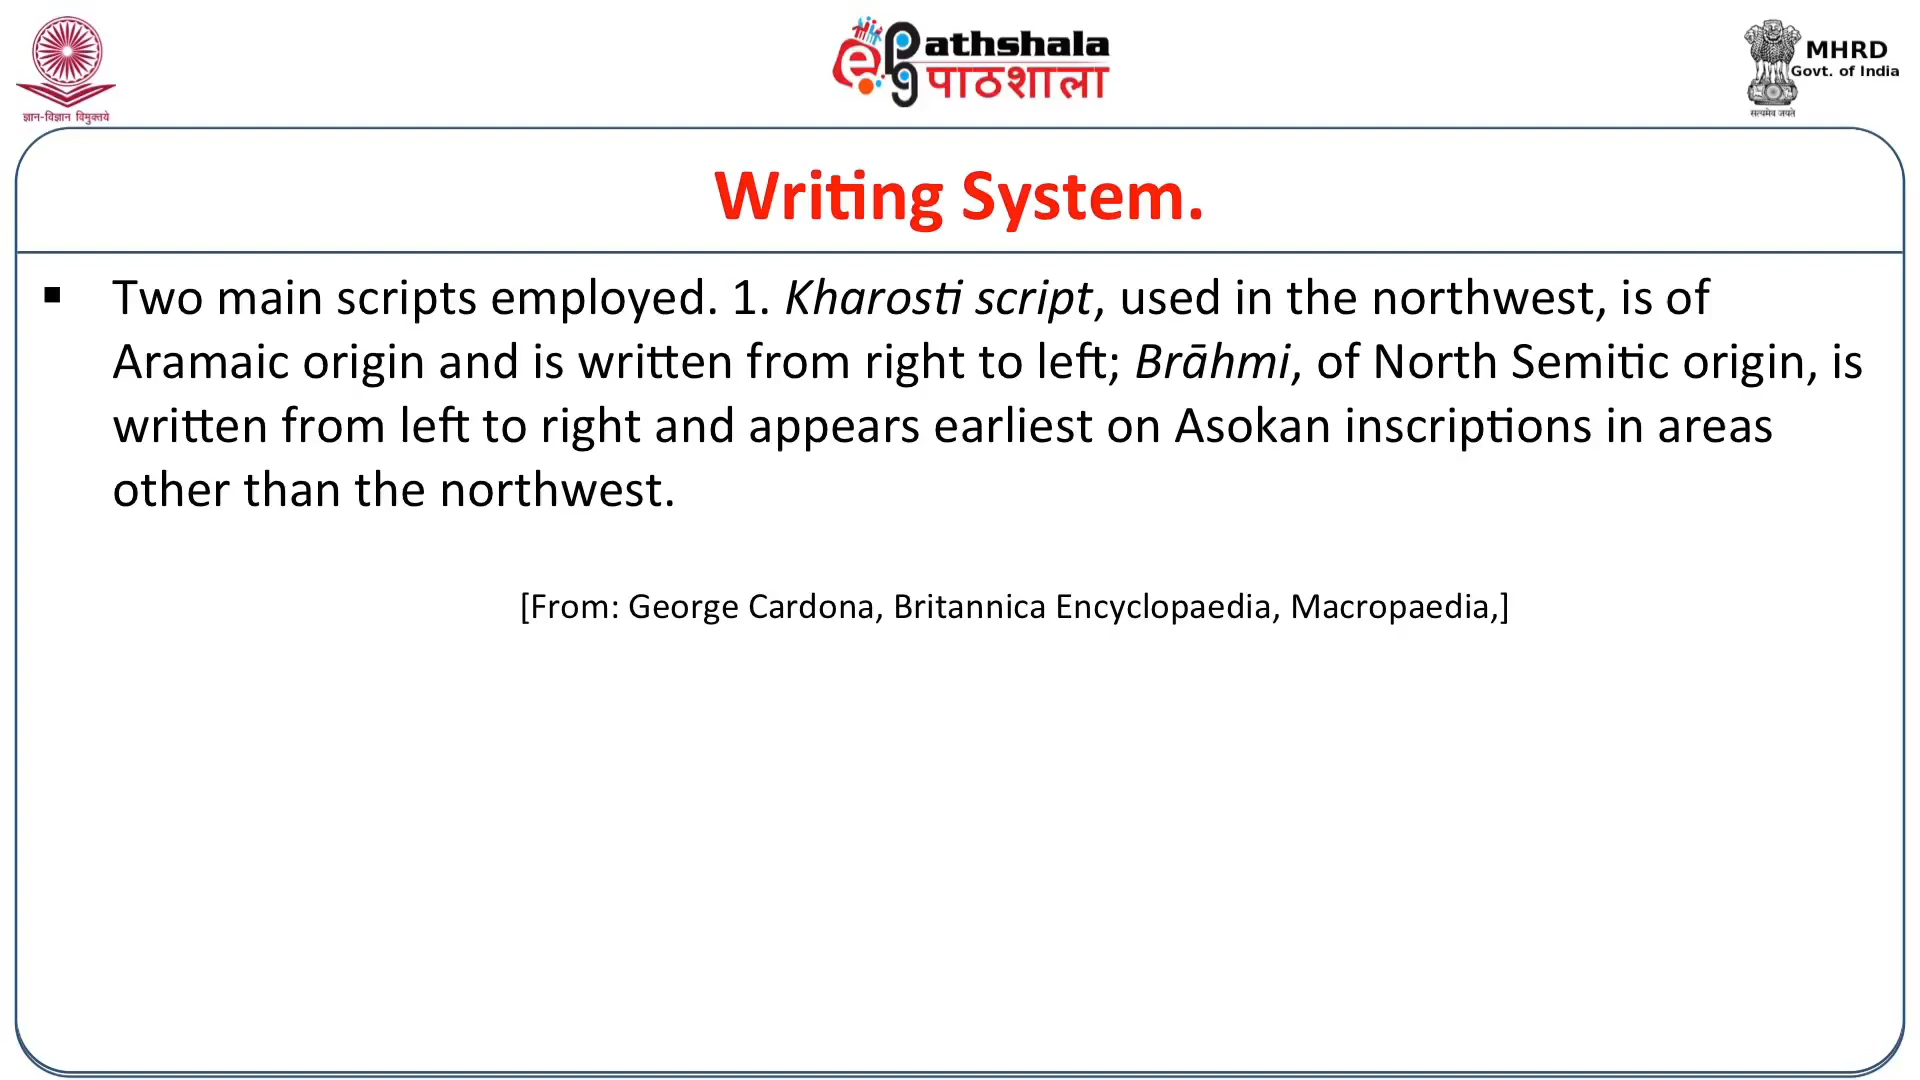 ज्ञान-विज्ञान विमुक्तये
athshala
पाठशाला
MHRD
Govt. of India
सत्यमेव जयते
Writing System.
▪ Two main scripts employed. 1. Kharosti script, used in the northwest, is of
Aramaic origin and is written from right to left; Brāhmi, of North Semitic origin, is
written from left to right and appears earliest on Asokan inscriptions in areas
other than the northwest.
[From: George Cardona, Britannica Encyclopaedia, Macropaedia,]